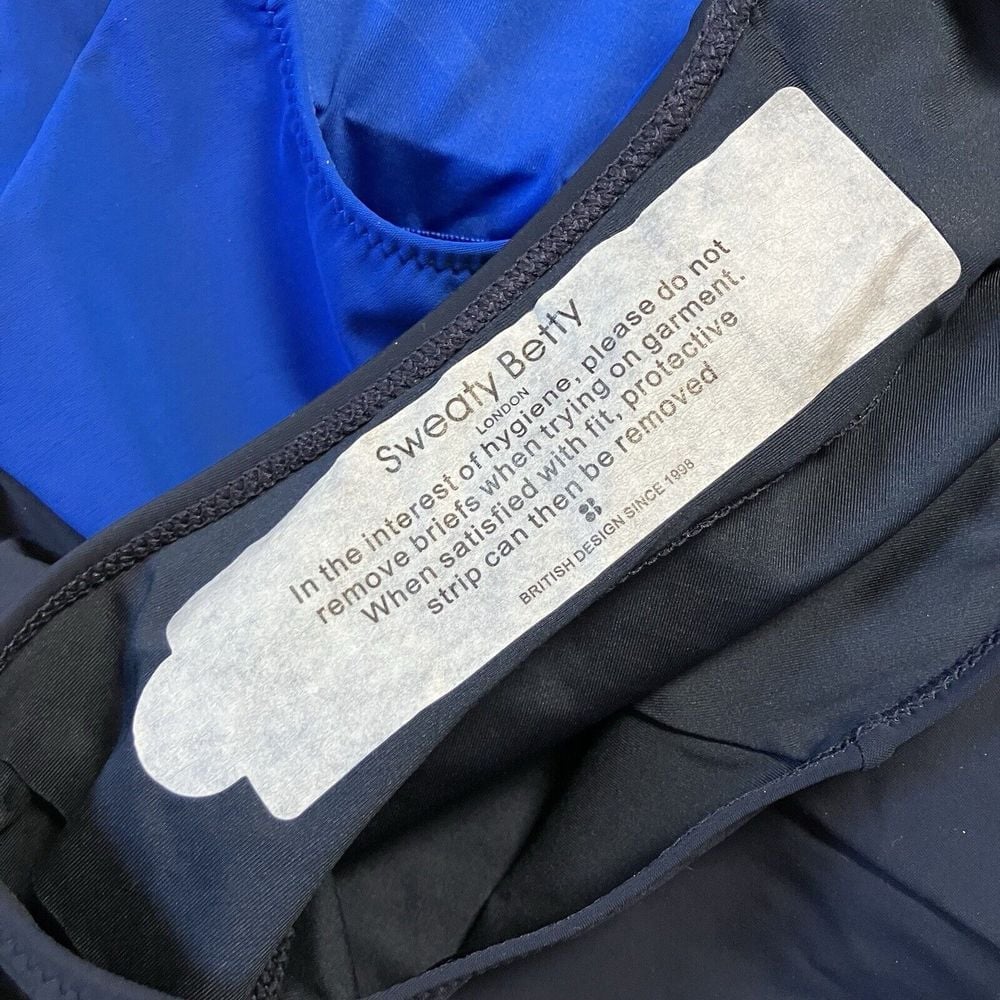 Sweaty Betty
LONDON
In the interest of hygiene, please do not
remove briefs when trying on garment.
When satisfied with fit, protective
strip can then be removed
BRITISH DESIGN SINCE 1998